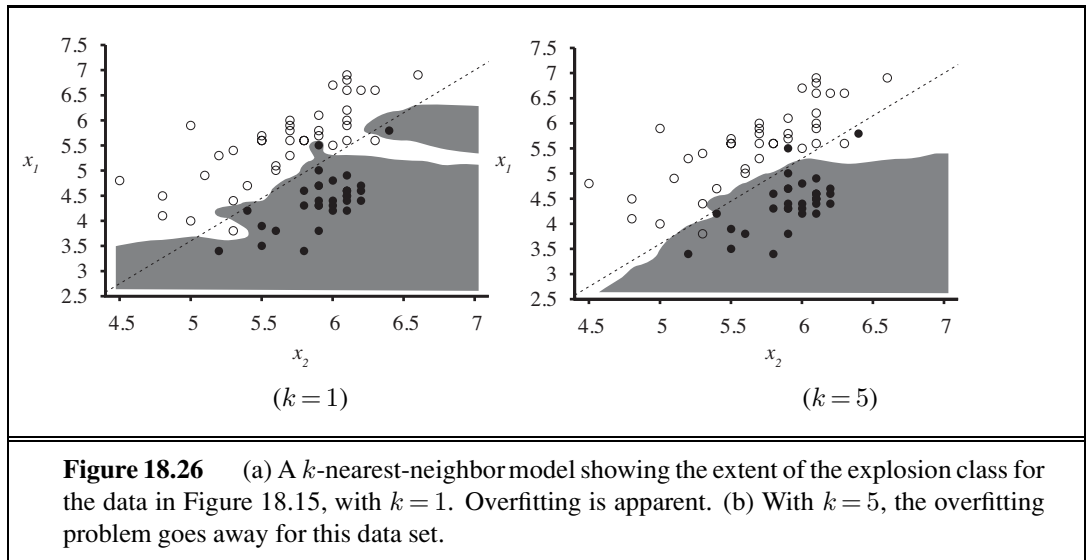 7.5
7
6.5
6
5.5
x1
5
4.5
4
3.5
3
2.5
4.5 5 5.5 6 6.5 7
x2
(k = 1)
7.5
7
6.5
6
5.5
x1
5
4.5
4
3.5
3
2.5
4.5 5 5.5 6 6.5 7
x2
(k = 5)
Figure 18.26 (a) A k-nearest-neighbor model showing the extent of the explosion class for
the data in Figure 18.15, with k = 1. Overfitting is apparent. (b) With k = 5, the overfitting
problem goes away for this data set.